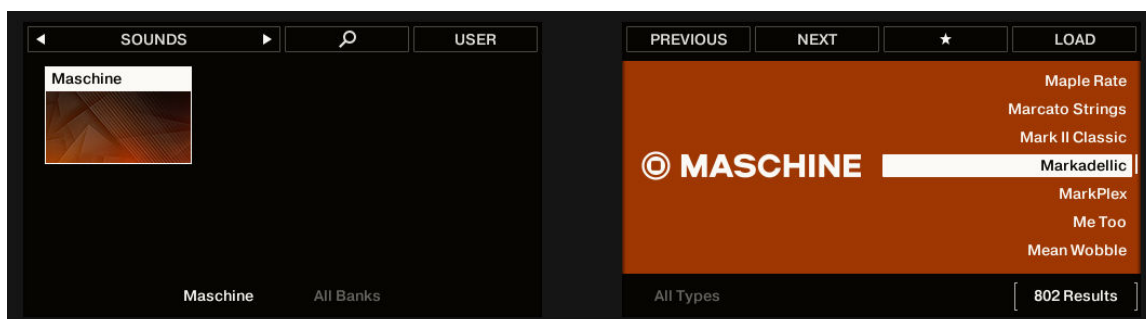 SOUNDS
USER
Maschine
Maschine
All Banks
PREVIOUS
NEXT
LOAD
MASCHINE
Maple Rate
Marcato Strings
Mark II Classic
Markadellic
MarkPlex
Me Too
Mean Wobble
All Types
802 Results